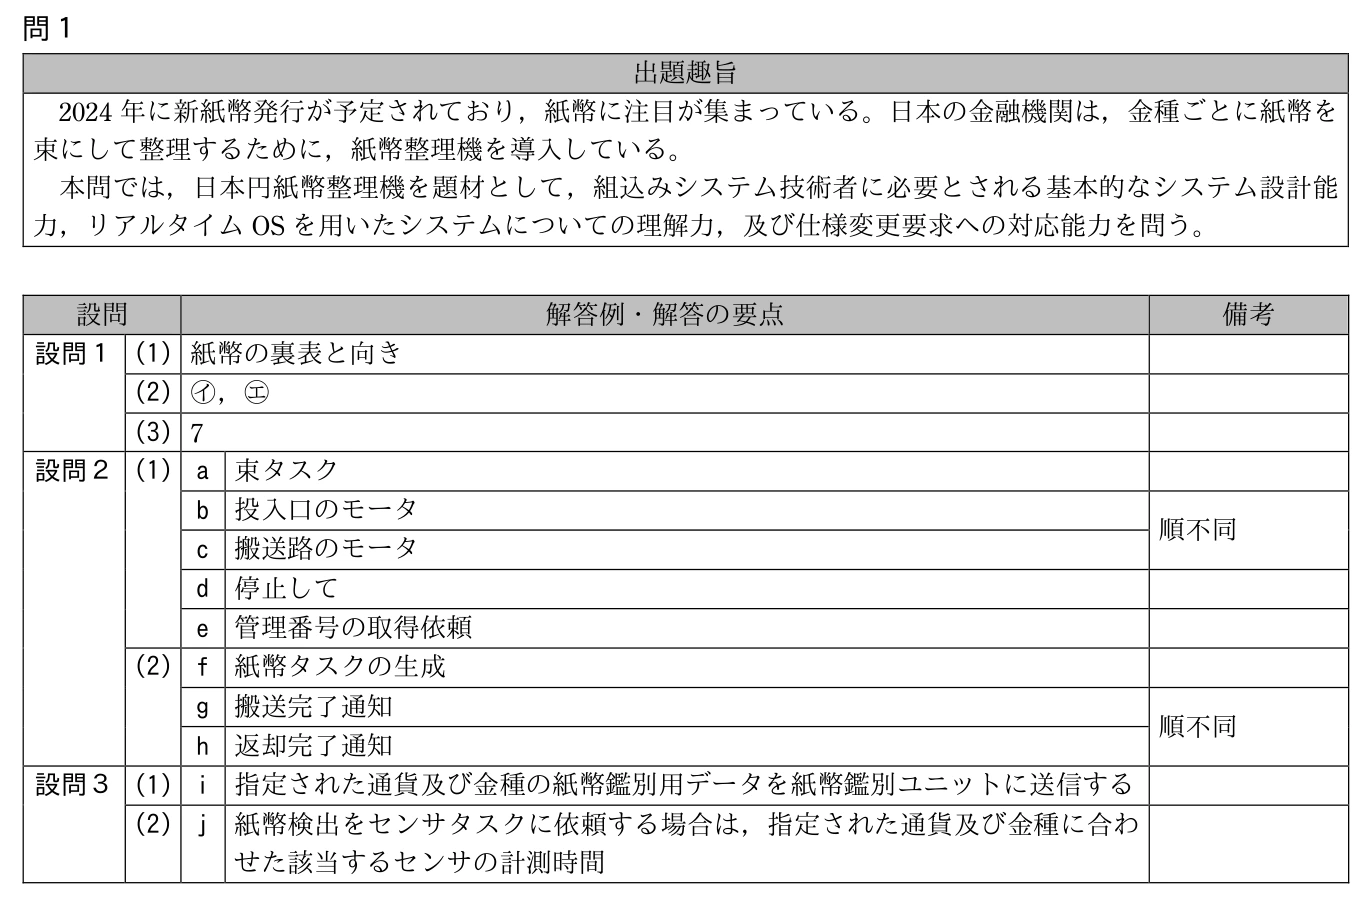 問1
出題趣旨
2024 年に新紙幣発行が予定されており，紙幣に注目が集まっている。日本の金融機関は，金種ごとに紙幣を
束にして整理するために，紙幣整理機を導入している。
本問では，日本円紙幣整理機を題材として，組込みシステム技術者に必要とされる基本的なシステム設計能
力，リアルタイム OS を用いたシステムについての理解力，及び仕様変更要求への対応能力を問う。
設問 解答例・解答の要点 備考
設問1 (1) 紙幣の裏表と向き
(2) ㋑，㋓
(3) 7
設問2 (1) a 束タスク
b 投入口のモータ 順不同
c 搬送路のモータ
d 停止して
e 管理番号の取得依頼
(2) f 紙幣タスクの生成
g 搬送完了通知 順不同
h 返却完了通知
設問3 (1) i 指定された通貨及び金種の紙幣鑑別用データを紙幣鑑別ユニットに送信する
(2) j 紙幣検出をセンサタスクに依頼する場合は，指定された通貨及び金種に合わ
せた該当するセンサの計測時間